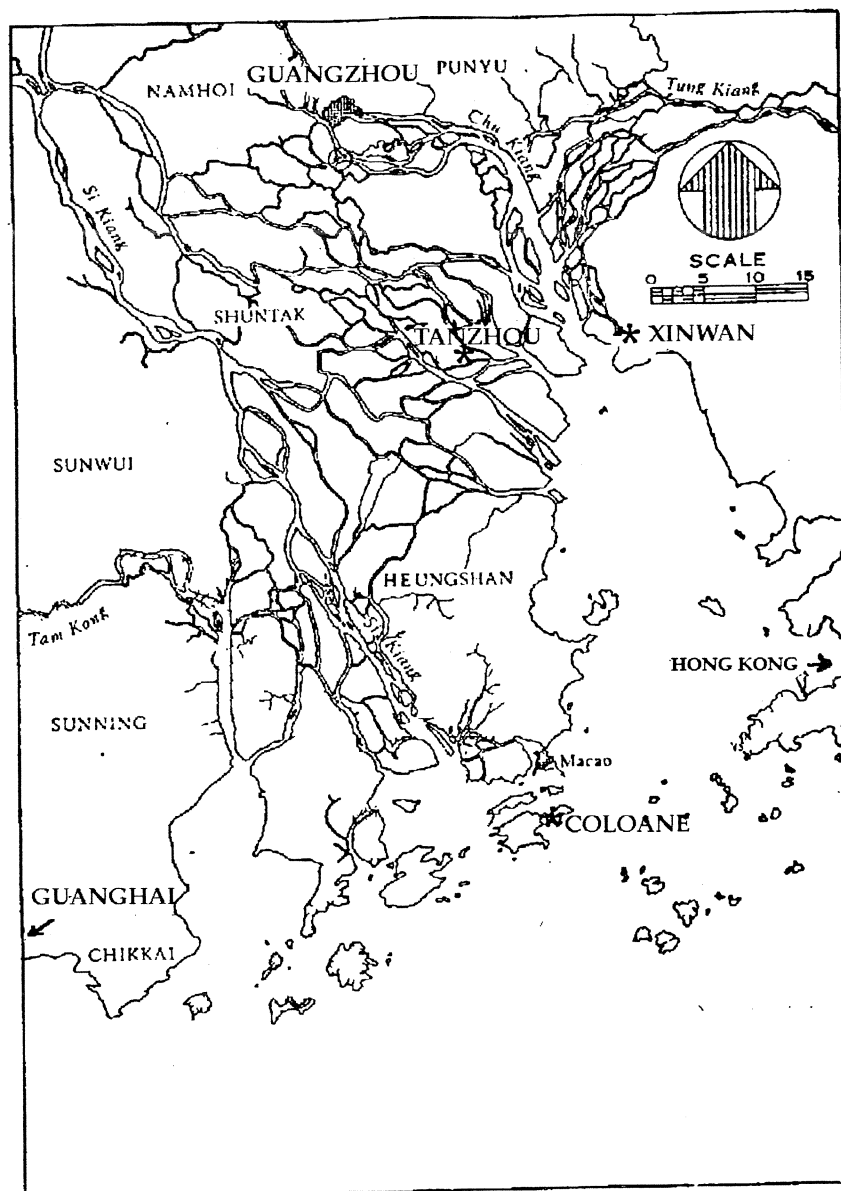 GUANGZHOU
PUNYU
NAMHOI
Tung Kiang
Chu Kiang
Si Kiang
SCALE
0 5 10 15
SHUNTAK
TANZHOU
XINWAN
SUNWUI
HEUNGSHAN
Tam Kong
Kiang
HONG KONG
SUNNING
Macao
COLOANE
GUANGHAI
CHIKKAI